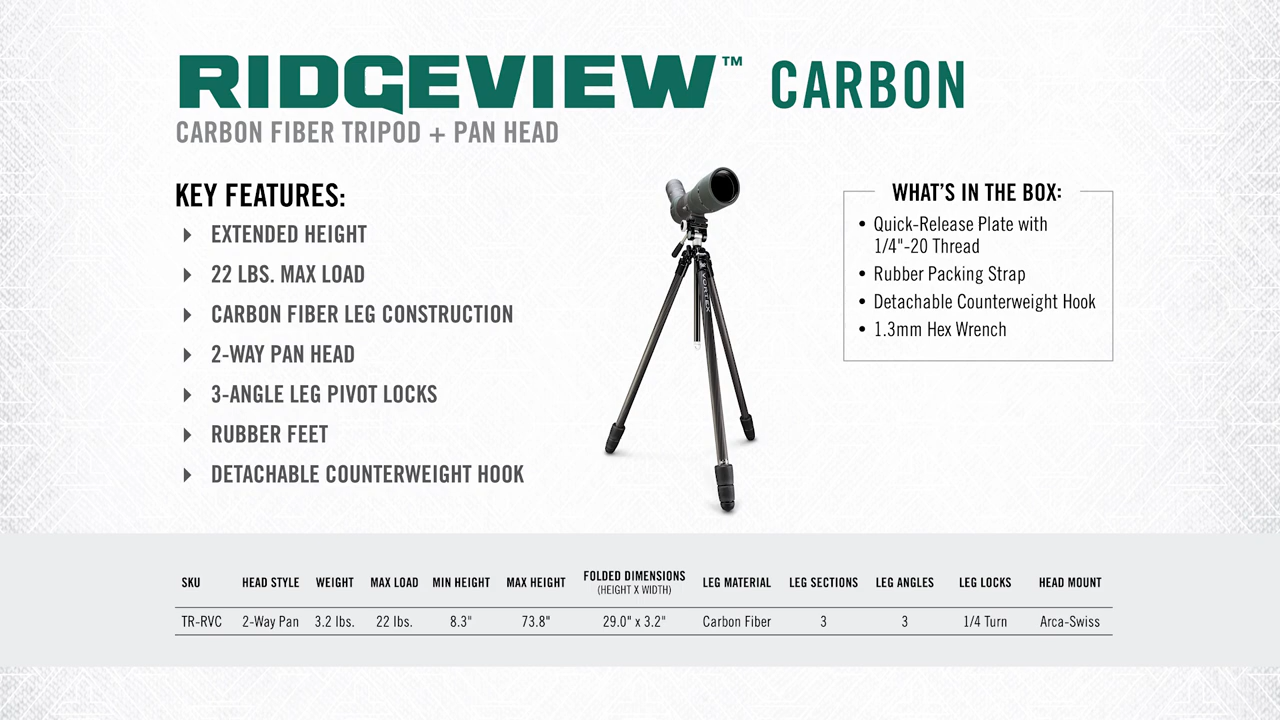 RIDGEVIEW™ CARBON
CARBON FIBER TRIPOD + PAN HEAD
KEY FEATURES:
EXTENDED HEIGHT
22 LBS. MAX LOAD
CARBON FIBER LEG CONSTRUCTION
2-WAY PAN HEAD
3-ANGLE LEG PIVOT LOCKS
RUBBER FEET
DETACHABLE COUNTERWEIGHT HOOK
VORTEX
WHAT'S IN THE BOX:
• Quick-Release Plate with
1/4"-20 Thread
• Rubber Packing Strap
• Detachable Counterweight Hook
• 1.3mm Hex Wrench
SKU HEAD STYLE WEIGHT MAX LOAD MIN HEIGHT MAX HEIGHT FOLDED DIMENSIONS (HEIGHT X WIDTH) LEG MATERIAL LEG SECTIONS LEG ANGLES LEG LOCKS HEAD MOUNT
TR-RVC 2-Way Pan 3.2 lbs. 22 lbs. 8.3" 73.8" 29.0" x 3.2" Carbon Fiber 3 3 1/4 Turn Arca-Swiss